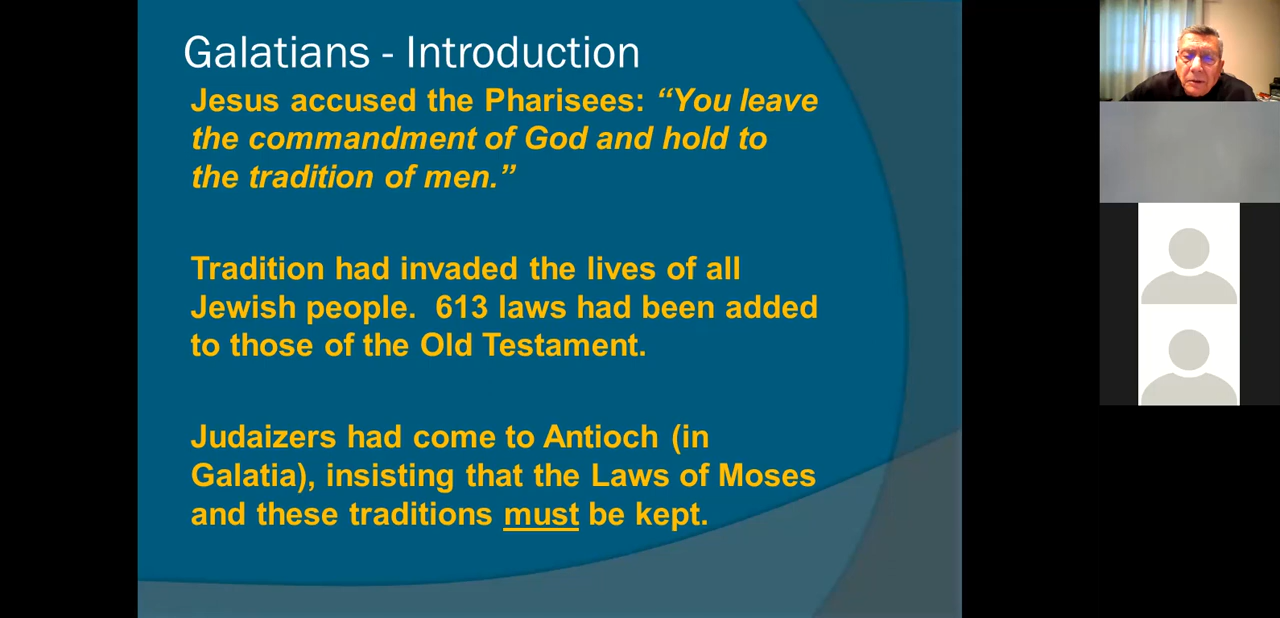 Galatians - Introduction
Jesus accused the Pharisees: “You leave
the commandment of God and hold to
the tradition of men.”
Tradition had invaded the lives of all
Jewish people.  613 laws had been added
to those of the Old Testament.
Judaizers had come to Antioch (in
Galatia), insisting that the Laws of Moses
and these traditions must be kept.